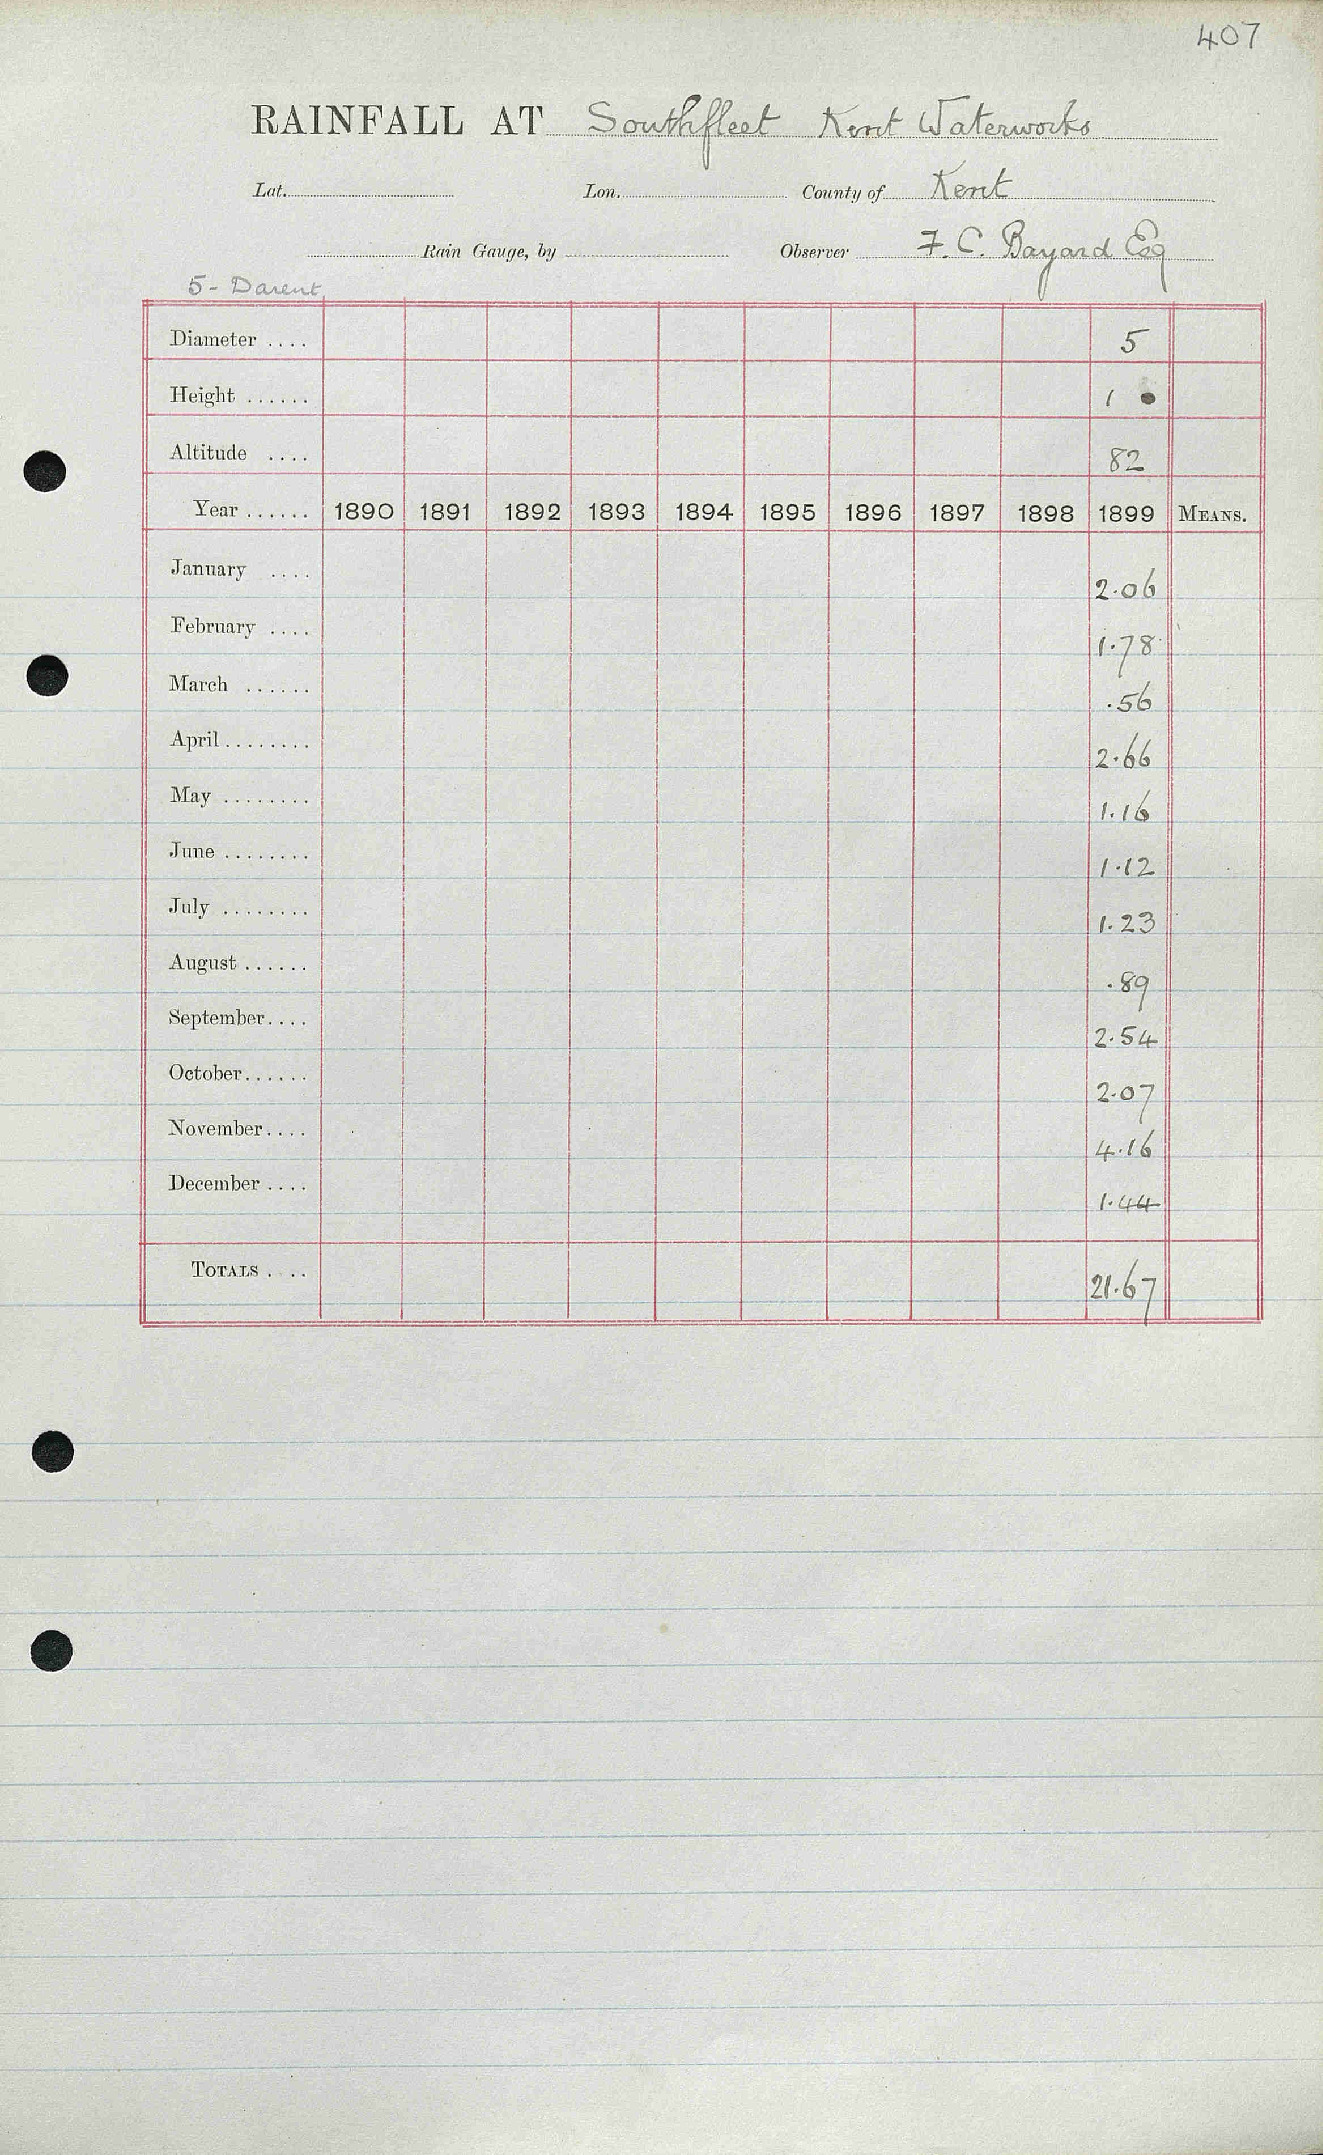 407
RAINFALL AT Southfleet Kent Waterworks
Lat. Lon. County of Kent
Rain Gauge, by Observer F. C. Bayard Esq
5 - Darent
Diameter .... 5
Height ...... 1
Altitude .... 82
Year ...... 1890 1891 1892 1893 1894 1895 1896 1897 1898 1899 MEANS.
January .... 2.06
February .... 1.78
March ...... .56
April ........ 2.66
May ........ 1.16
June ........ 1.12
July ........ 1.23
August ...... .89
September .... 2.54
October ...... 2.07
November .... 4.16
December .... 1.44
TOTALS .... 21.67